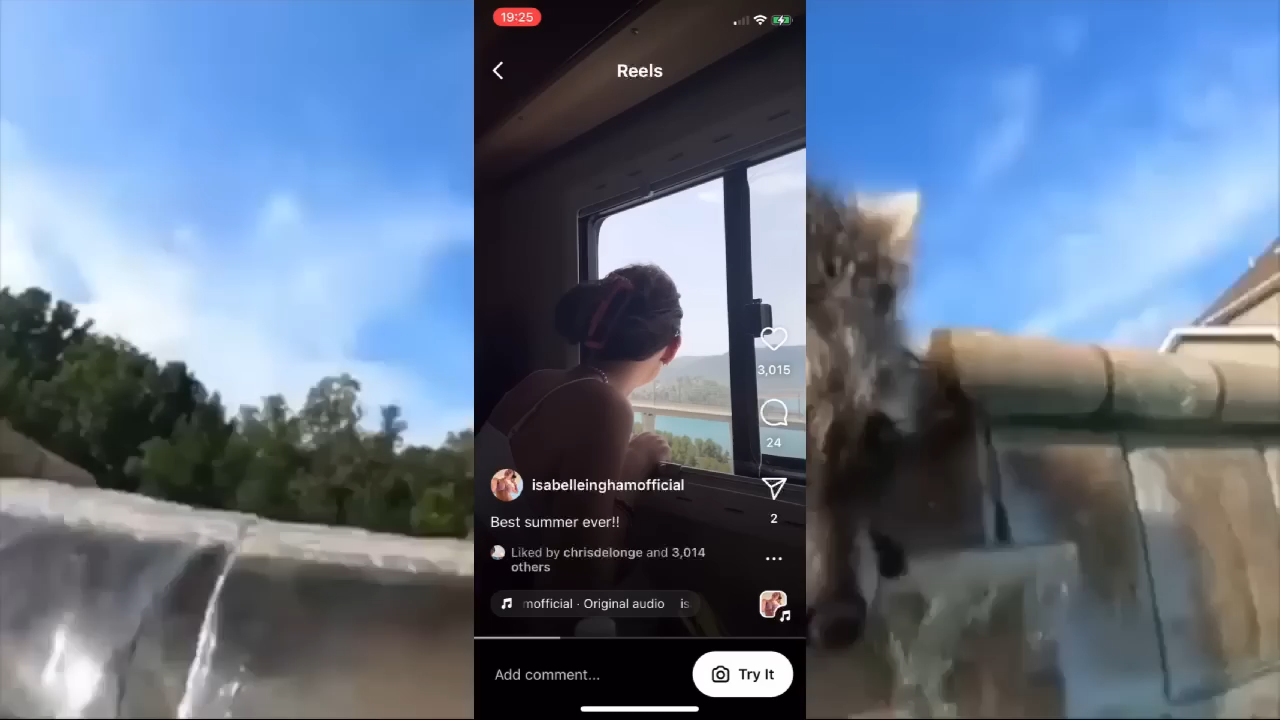 19:25
Reels
3,015
24
isabelleinghamofficial
2
Best summer ever!!
Liked by chrisdelonge and 3,014
others
mofficial · Original audio is
Add comment...
Try It